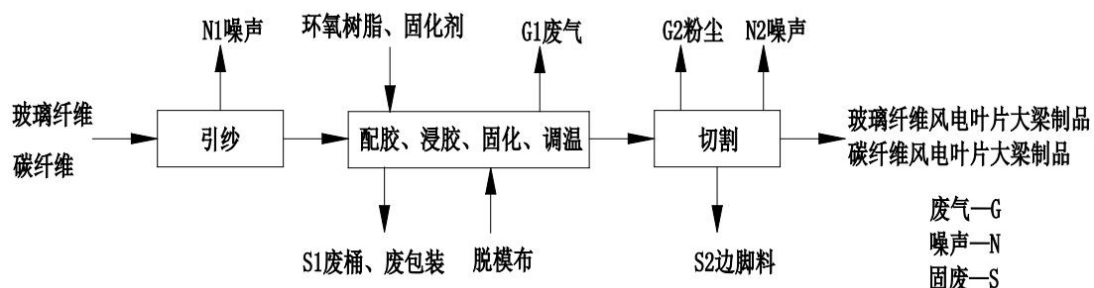 N1噪声
环氧树脂、固化剂
G1废气
G2粉尘
N2噪声
玻璃纤维
碳纤维
引纱
配胶、浸胶、固化、调温
切割
玻璃纤维风电叶片大梁制品
碳纤维风电叶片大梁制品
S1废桶、废包装
脱模布
S2边脚料
废气—G
噪声—N
固废—S